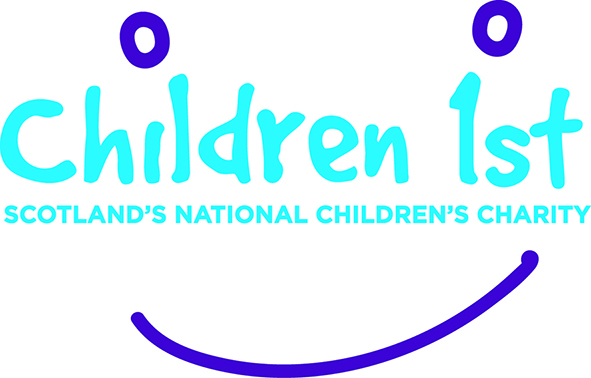 Children 1st
SCOTLAND'S NATIONAL CHILDREN'S CHARITY